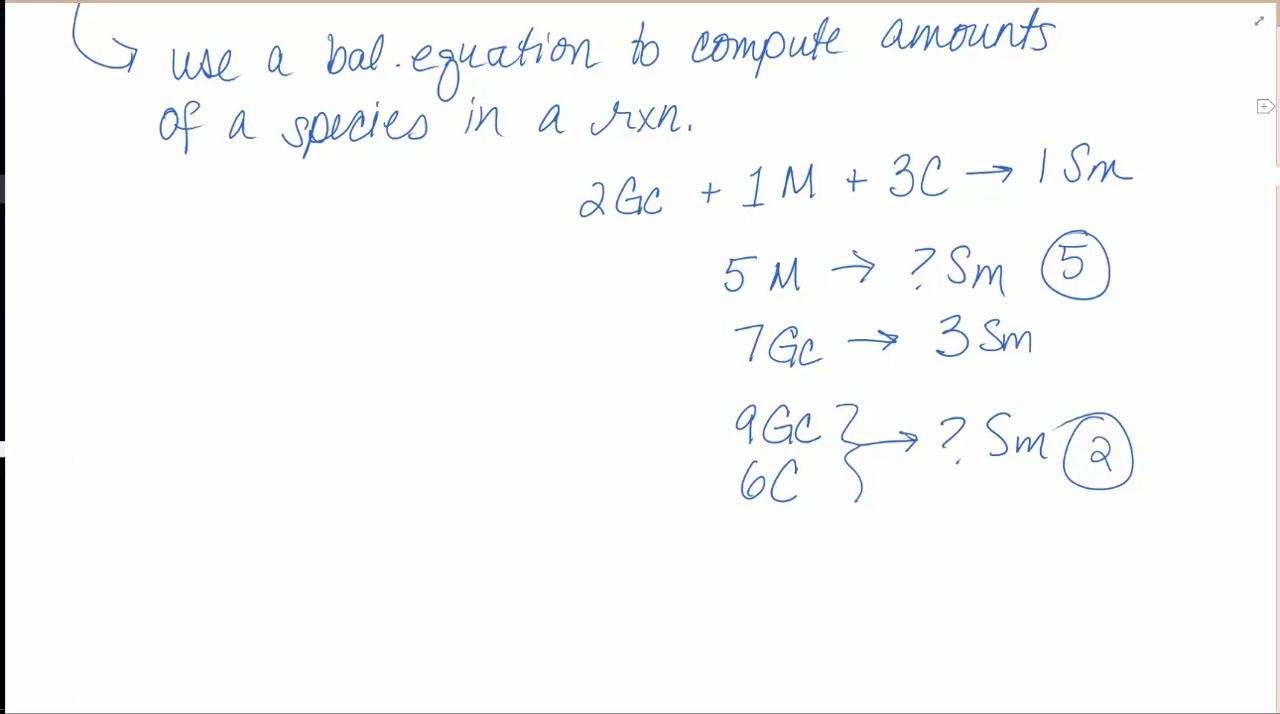 use a bal. equation to compute amounts
of a species in a rxn.
2Gc + 1M + 3C → 1Sm
5M → ? Sm 5
7Gc → 3Sm
9Gc
6C } → ? Sm 2